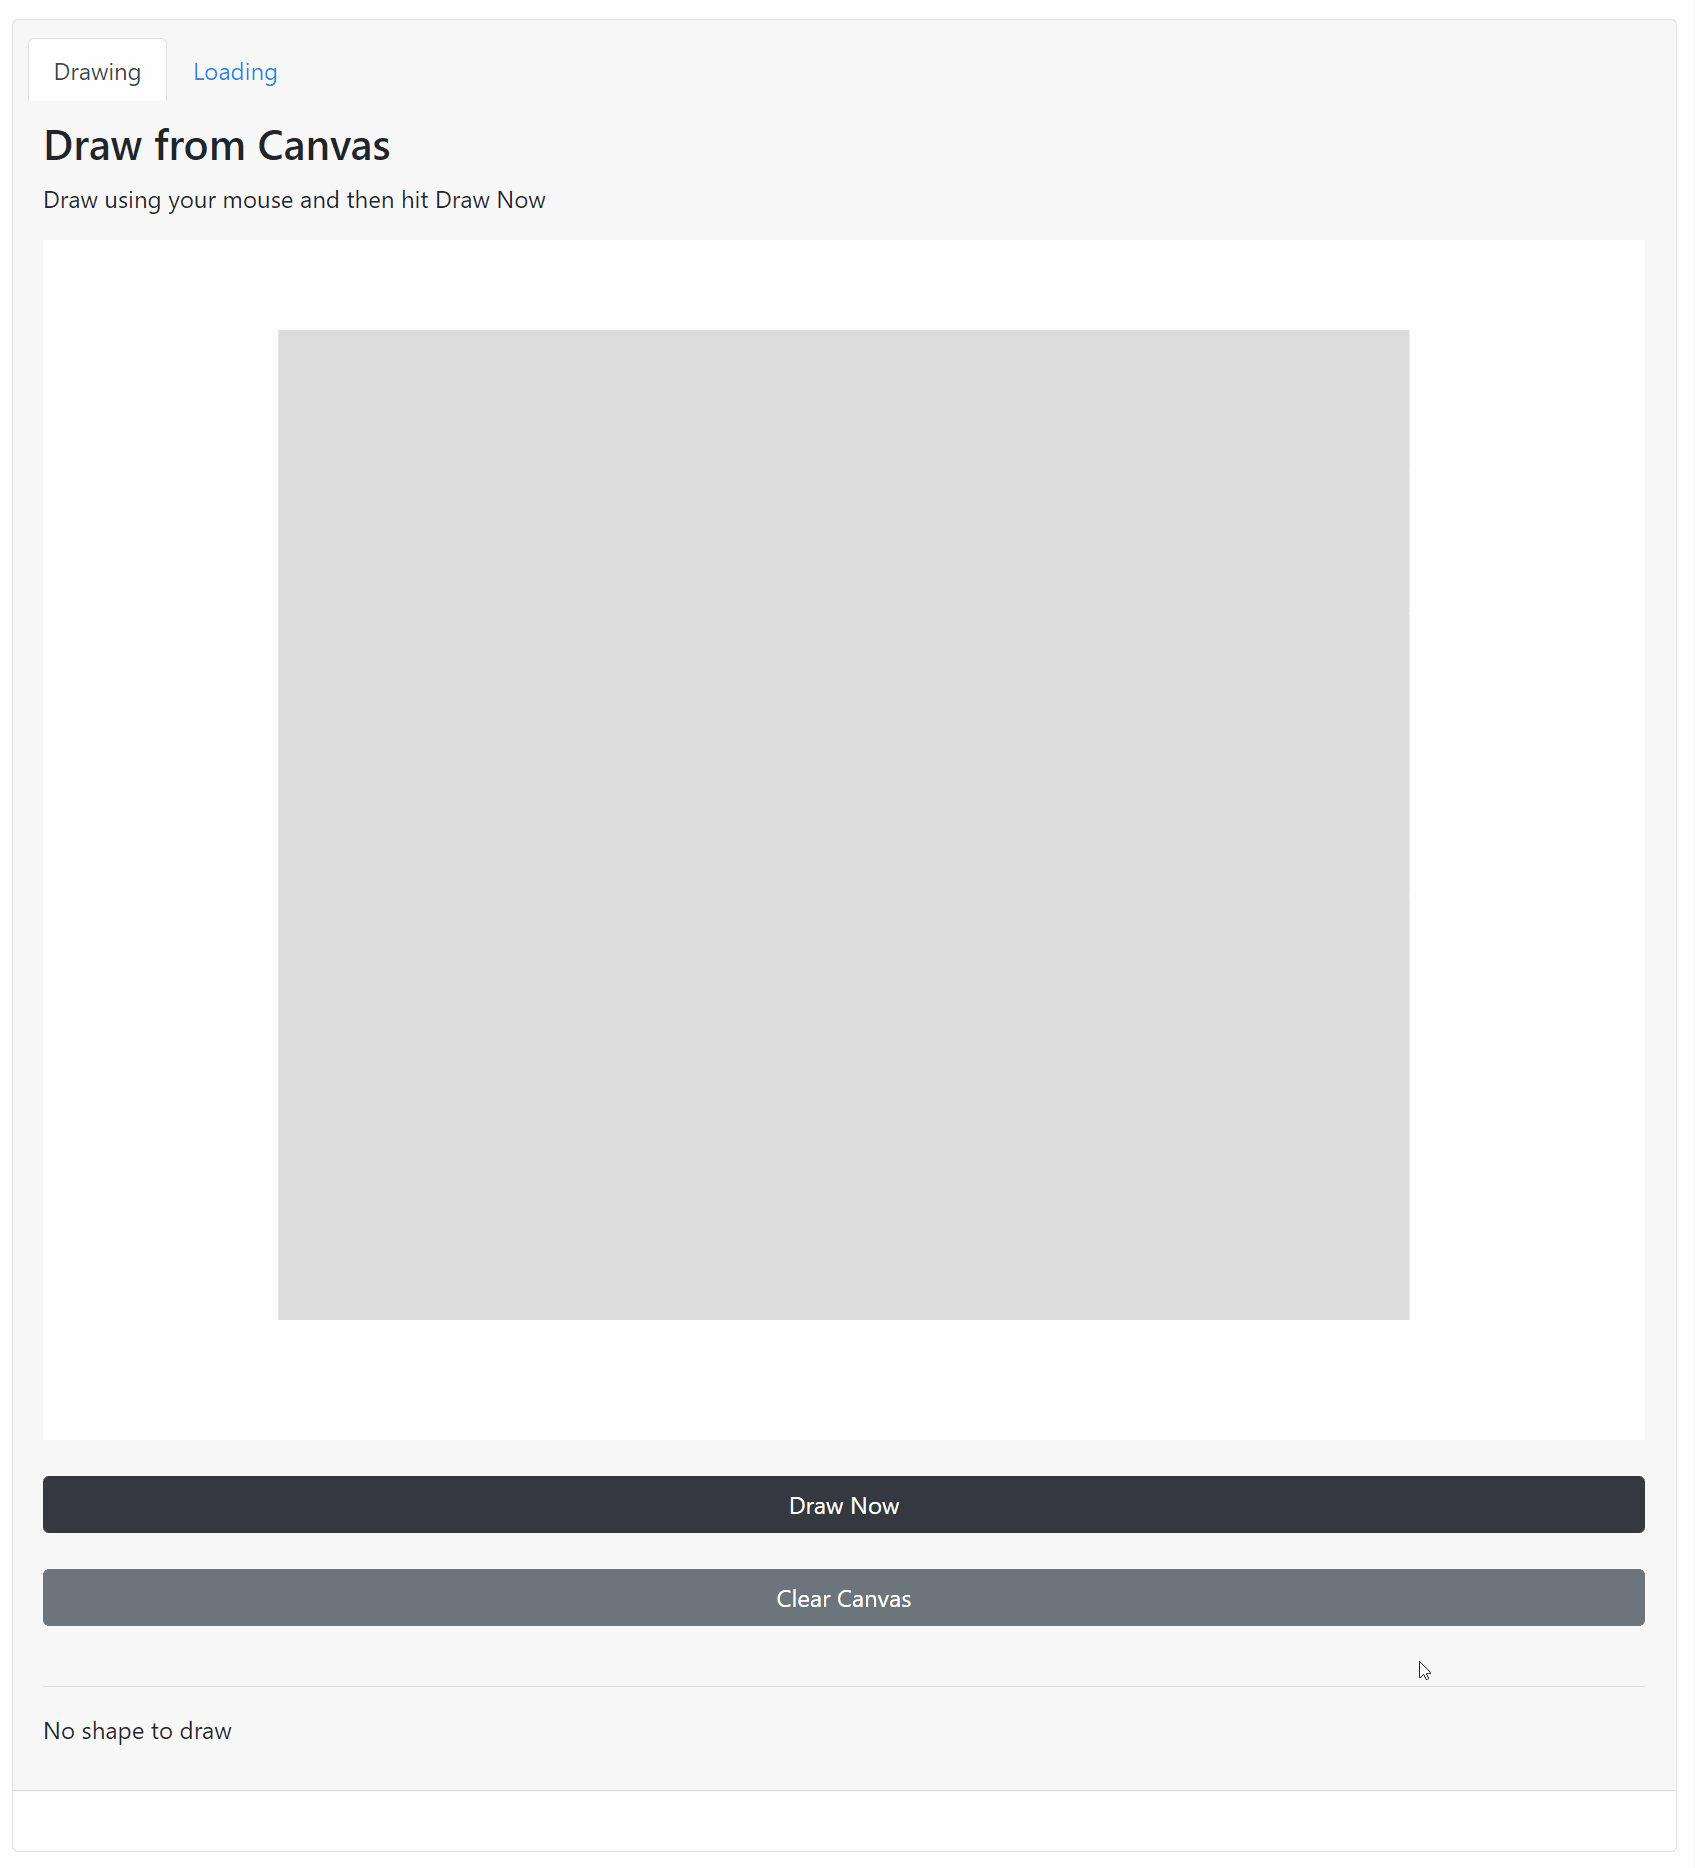 Drawing Loading
Draw from Canvas
Draw using your mouse and then hit Draw Now
Draw Now
Clear Canvas
No shape to draw